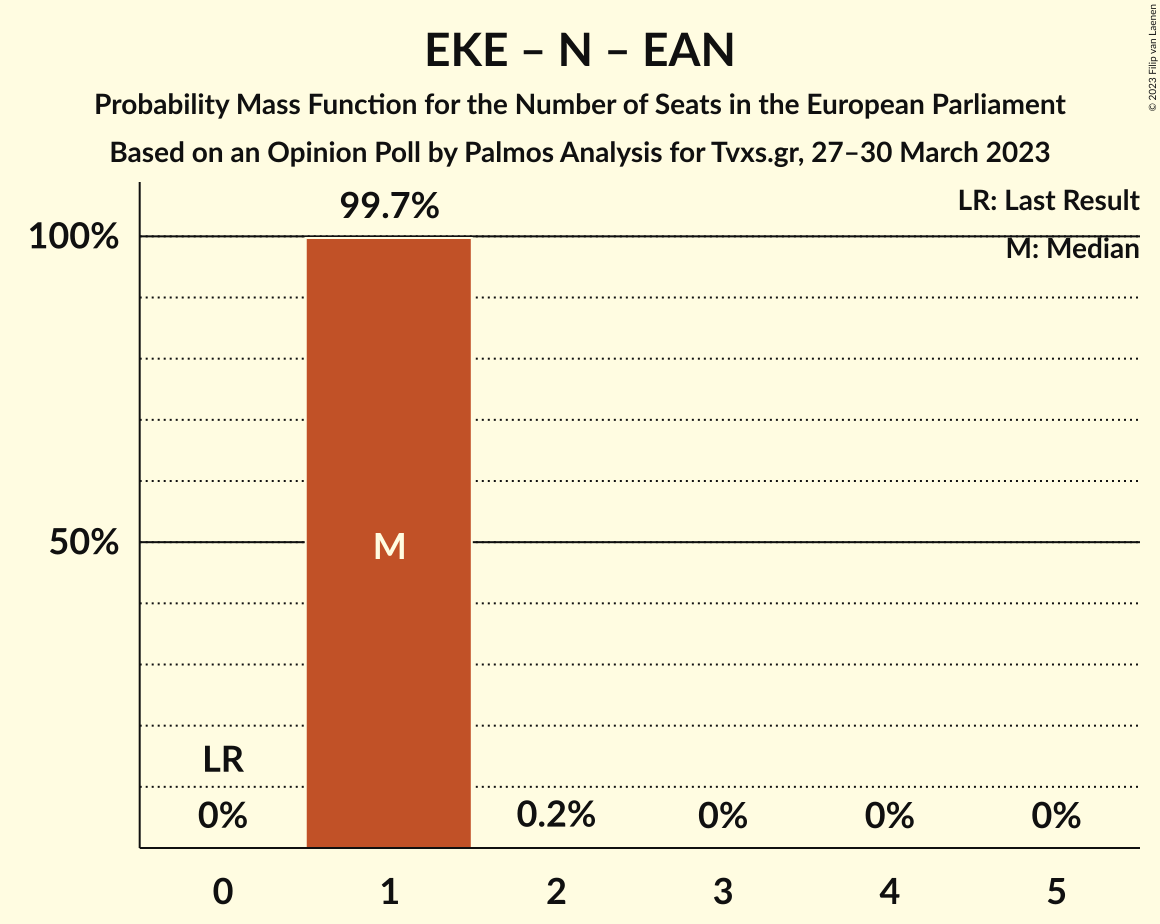 EKE – N – EAN
Probability Mass Function for the Number of Seats in the European Parliament
Based on an Opinion Poll by Palmos Analysis for Tvxs.gr, 27–30 March 2023
© 2023 Filip van Laenen
LR: Last Result
M: Median
99.7%
100%
50%
M
LR
0%
0.2%
0%
0%
0%
0
1
2
3
4
5